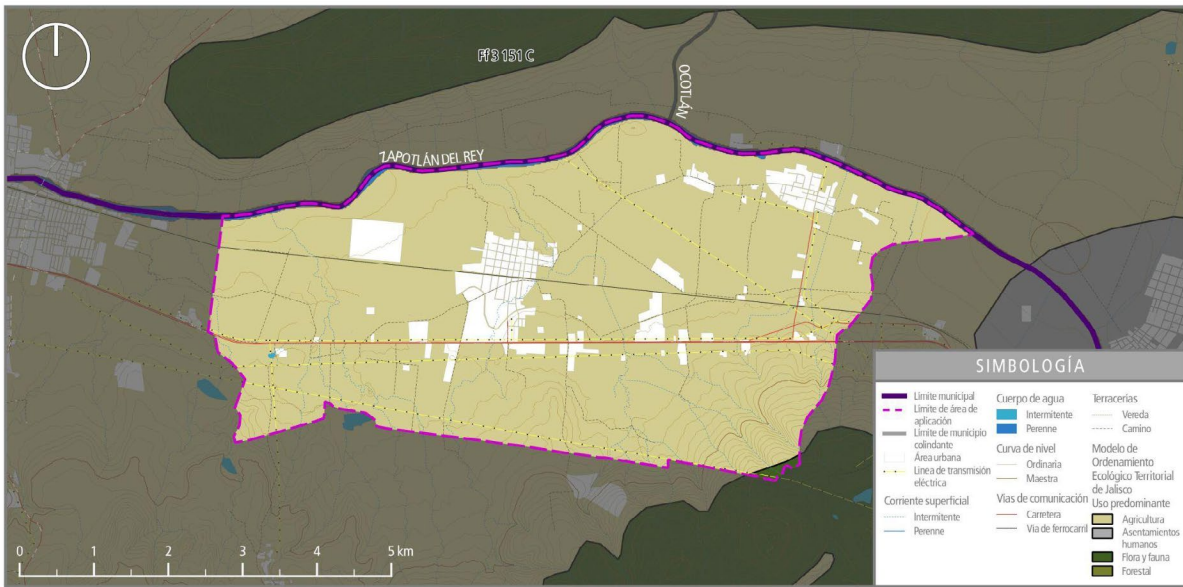 Ff3 151 C
OCOTLÁN
ZAPOTLÁN DEL REY
0 1 2 3 4 5 km
SIMBOLOGÍA
Límite municipal
Límite de área de
aplicación
Límite de municipio
colindante
Área urbana
Línea de transmisión
eléctrica
Corriente superficial
Intermitente
Perenne
Cuerpo de agua
Intermitente
Perenne
Curva de nivel
Ordinaria
Maestra
Vías de comunicación
Carretera
Vía de ferrocarril
Terracerías
Vereda
Camino
Modelo de
Ordenamiento
Ecológico Territorial
de Jalisco
Uso predominante
Agricultura
Asentamientos
humanos
Flora y fauna
Forestal